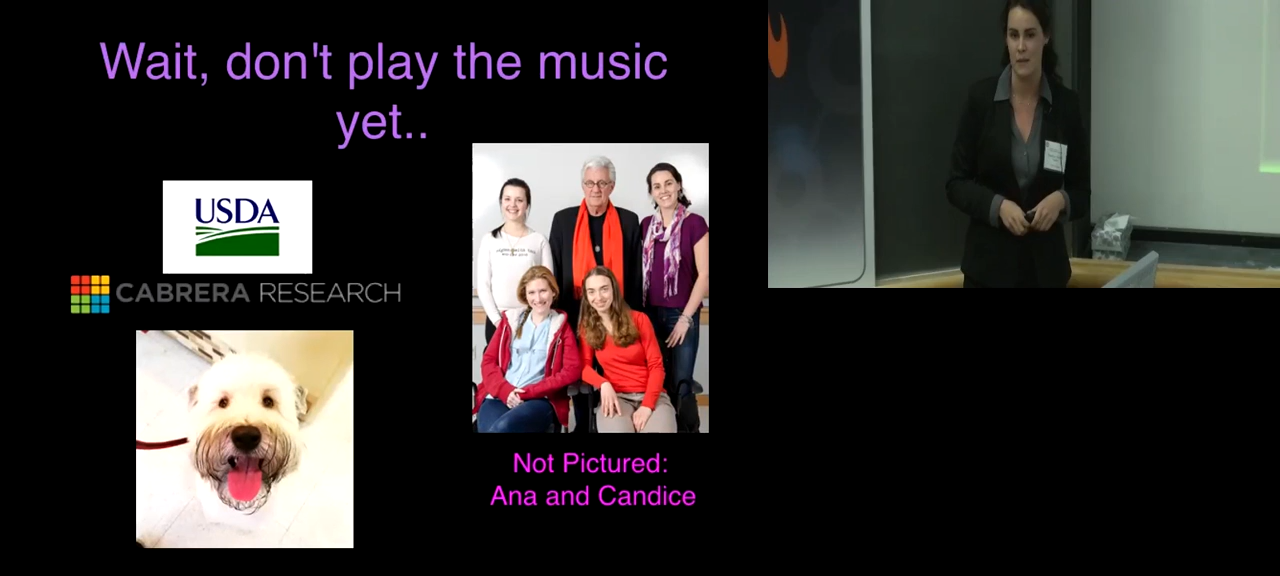 Wait, don't play the music
yet..
USDA
CABRERA RESEARCH
Not Pictured:
Ana and Candice